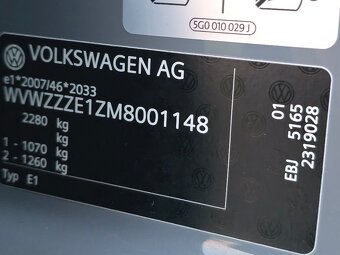 5G0 010 029 J
VOLKSWAGEN AG
e1*2007/46*2033
WVWZZZE1ZM8001148
2280 kg
kg
1 - 1070 kg
2 - 1260 kg
Typ E1
01
5165
2319028
EBJ